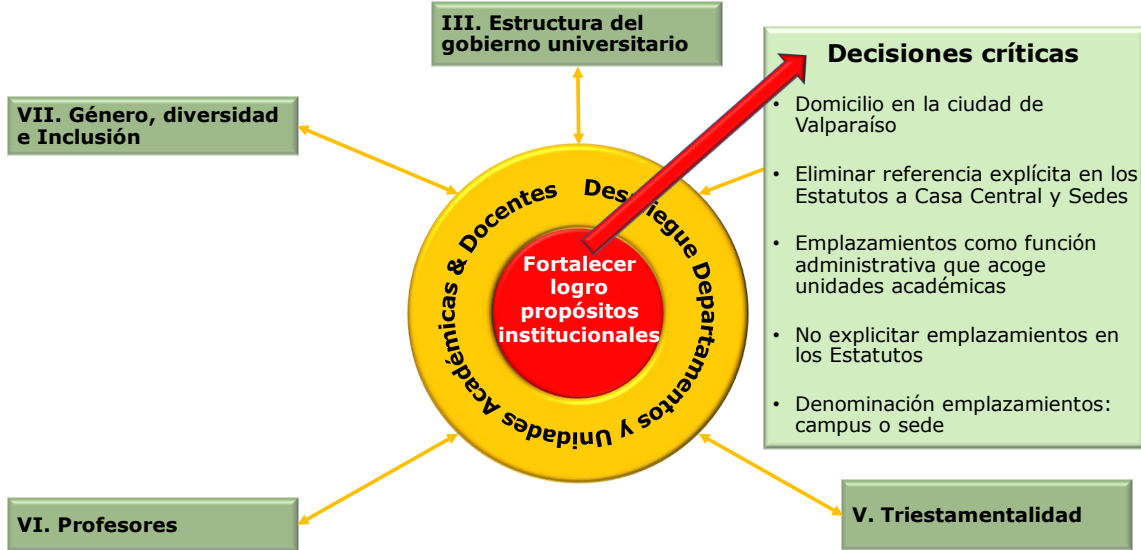 III. Estructura del
gobierno universitario
VII. Género, diversidad
e Inclusión
Decisiones críticas
• Domicilio en la ciudad de
Valparaíso
• Eliminar referencia explícita en los
Estatutos a Casa Central y Sedes
• Emplazamientos como función
administrativa que acoge
unidades académicas
• No explicitar emplazamientos en
los Estatutos
• Denominación emplazamientos:
campus o sede
Despliegue Departamentos y Unidades Académicas & Docentes
Fortalecer
logro
propósitos
institucionales
VI. Profesores
V. Triestamentalidad